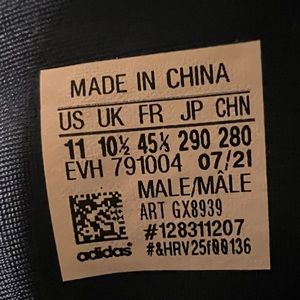 MADE IN CHINA
US UK FR JP CHN
11 10½ 45⅓ 290 280
EVH 791004 07/21
MALE/MÂLE
ART GX8939
#128311207
adidas #&HRV25f00136